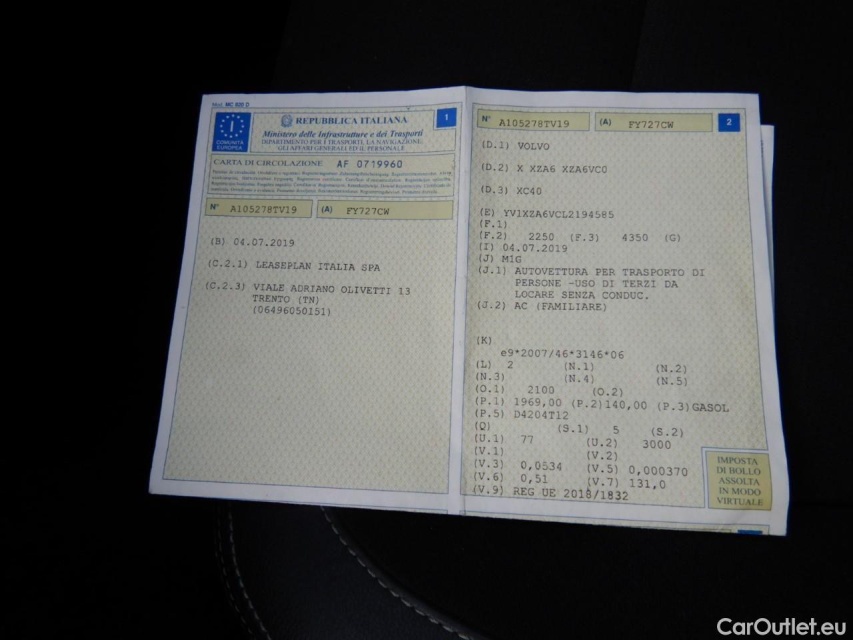 Mod. MC 820 D
1
REPUBBLICA ITALIANA
Ministero delle Infrastrutture e dei Trasporti
DIPARTIMENTO PER I TRASPORTI, LA NAVIGAZIONE,
GLI AFFARI GENERALI ED IL PERSONALE
I
COMUNITÀ
EUROPEA
CARTA DI CIRCOLAZIONE AF 0719960
N° A105278TV19 (A) FY727CW
(B) 04.07.2019
(C.2.1) LEASEPLAN ITALIA SPA
(C.2.3) VIALE ADRIANO OLIVETTI 13
TRENTO (TN)
(06496050151)
N° A105278TV19 (A) FY727CW 2
(D.1) VOLVO
(D.2) X XZA6 XZA6VC0
(D.3) XC40
(E) YV1XZA6VCL2194585
(F.1)
(F.2) 2250 (F.3) 4350 (G)
(I) 04.07.2019
(J) M1G
(J.1) AUTOVETTURA PER TRASPORTO DI
PERSONE -USO DI TERZI DA
LOCARE SENZA CONDUC.
(J.2) AC (FAMILIARE)
(K)
e9*2007/46*3146*06
(L) 2 (N.1) (N.2)
(N.3) (N.4) (N.5)
(O.1) 2100 (O.2)
(P.1) 1969,00 (P.2) 140,00 (P.3) GASOL
(P.5) D4204T12
(Q) (S.1) 5 (S.2)
(U.1) 77 (U.2) 3000
(V.1) (V.2)
(V.3) 0,0534 (V.5) 0,000370
(V.6) 0,51 (V.7) 131,0
(V.9) REG UE 2018/1832
IMPOSTA
DI BOLLO
ASSOLTA
IN MODO
VIRTUALE
CarOutlet.eu